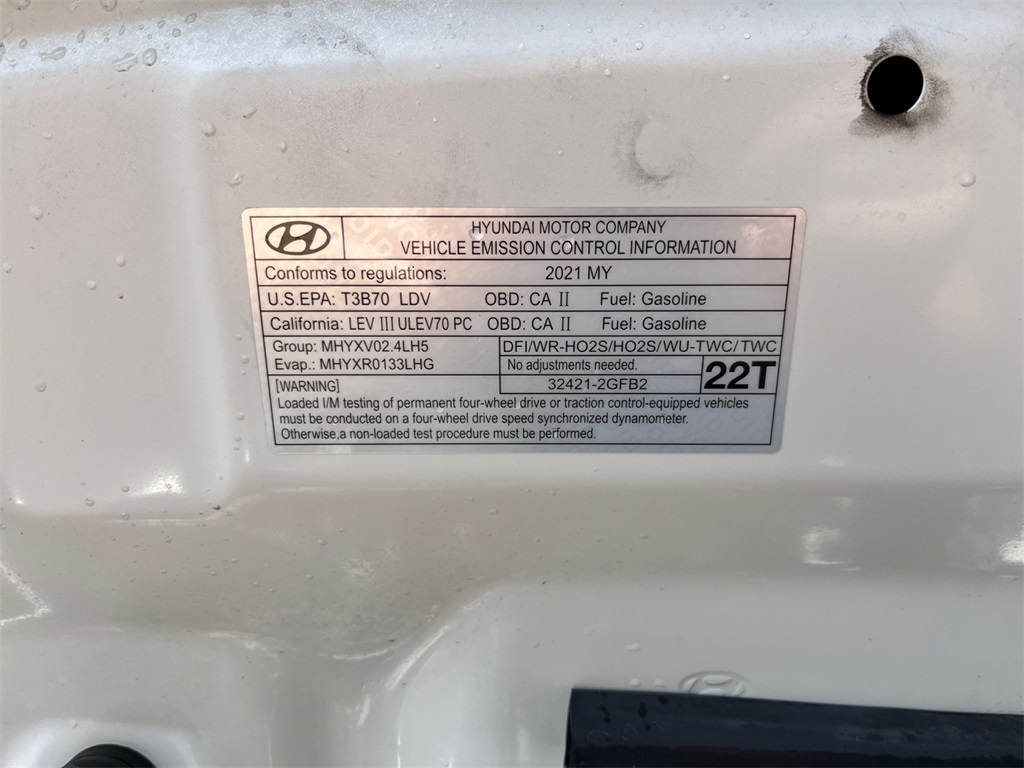 HYUNDAI MOTOR COMPANY
VEHICLE EMISSION CONTROL INFORMATION
Conforms to regulations: 2021 MY
U.S.EPA: T3B70 LDV OBD: CA II Fuel: Gasoline
California: LEV III ULEV70 PC OBD: CA II Fuel: Gasoline
Group: MHYXV02.4LH5 DFI/WR-HO2S/HO2S/WU-TWC/TWC
Evap.: MHYXR0133LHG No adjustments needed. 22T
[WARNING] 32421-2GFB2
Loaded I/M testing of permanent four-wheel drive or traction control-equipped vehicles
must be conducted on a four-wheel drive speed synchronized dynamometer.
Otherwise,a non-loaded test procedure must be performed.